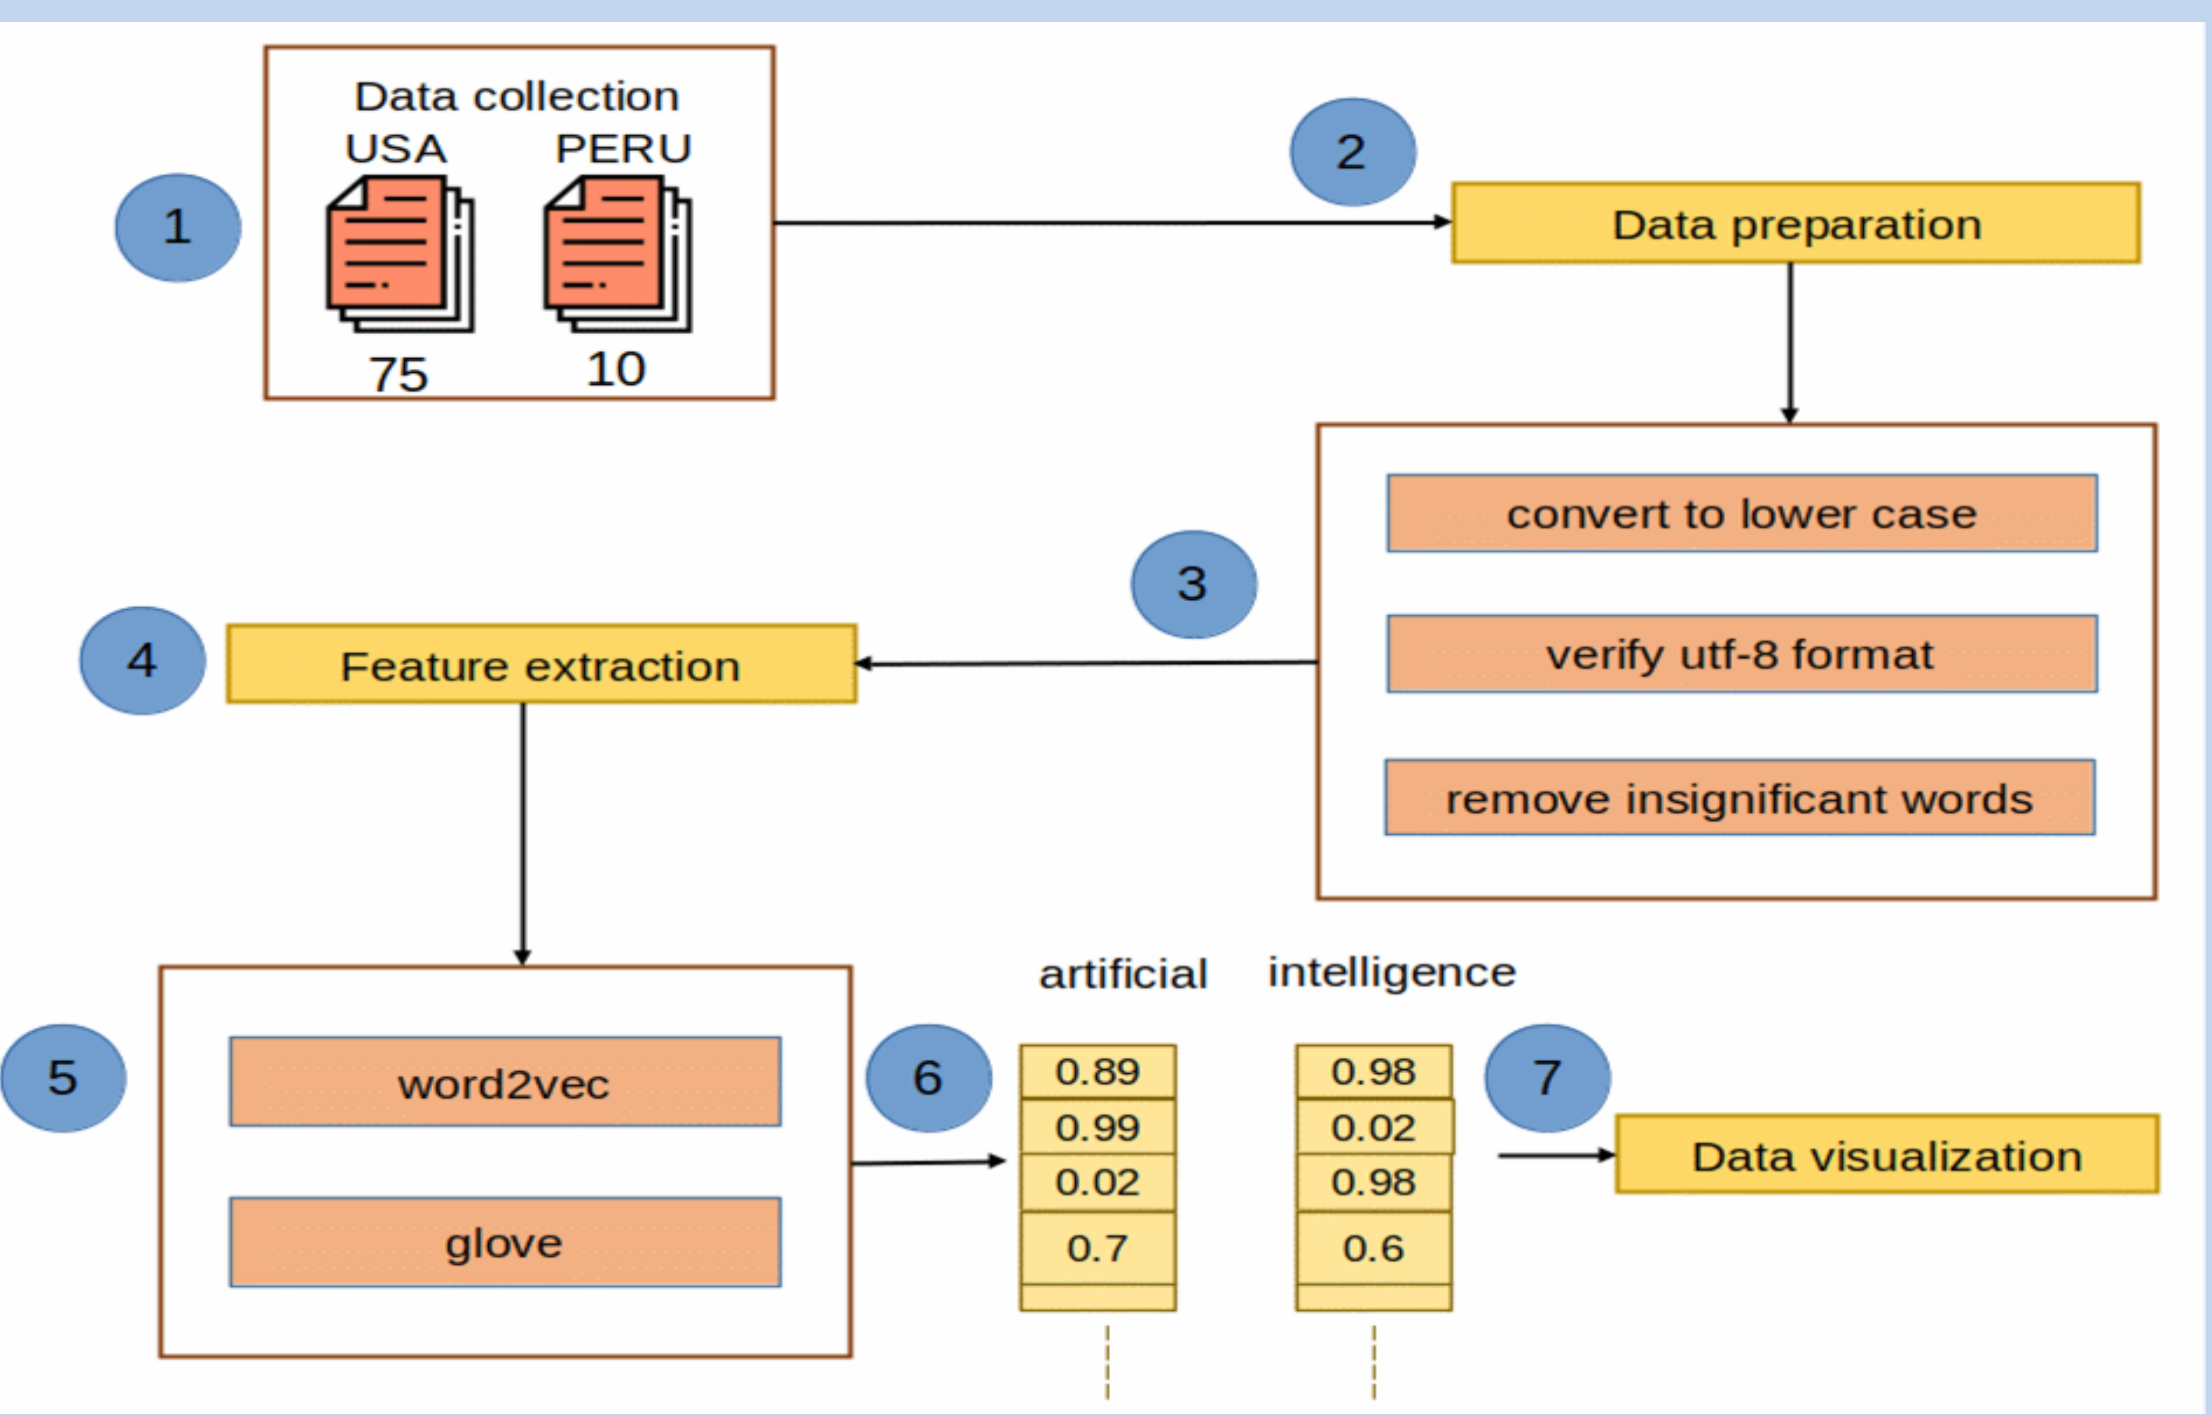 Data collection
USA PERU
1
75 10
2
Data preparation
convert to lower case
verify utf-8 format
remove insignificant words
3
4
Feature extraction
5
word2vec
glove
6
artificial intelligence
0.89 0.98
0.99 0.02
0.02 0.98
0.7 0.6
7
Data visualization